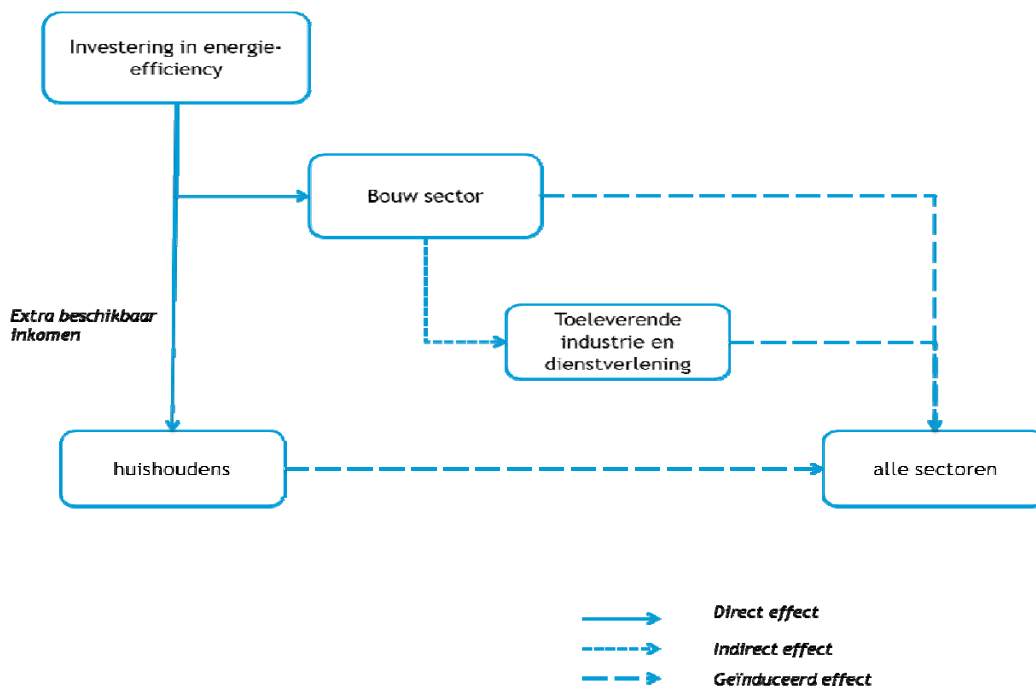 Investering in energie-
efficiency
Bouw sector
Extra beschikbaar
inkomen
Toeleverende
industrie en
dienstverlening
huishoudens
alle sectoren
Direct effect
Indirect effect
Geïnduceerd effect